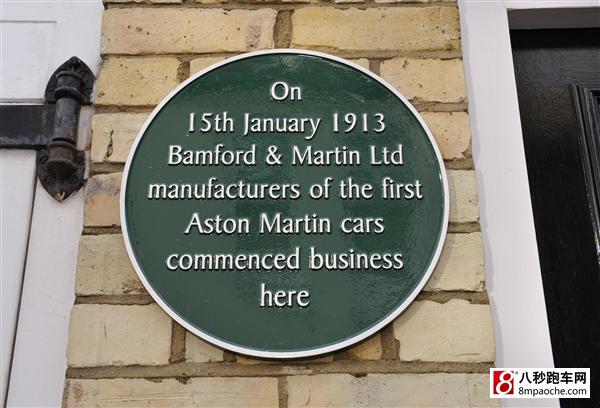 On
15th January 1913
Bamford & Martin Ltd
manufacturers of the first
Aston Martin cars
commenced business
here
8 八秒跑车网
8mpaoche.com